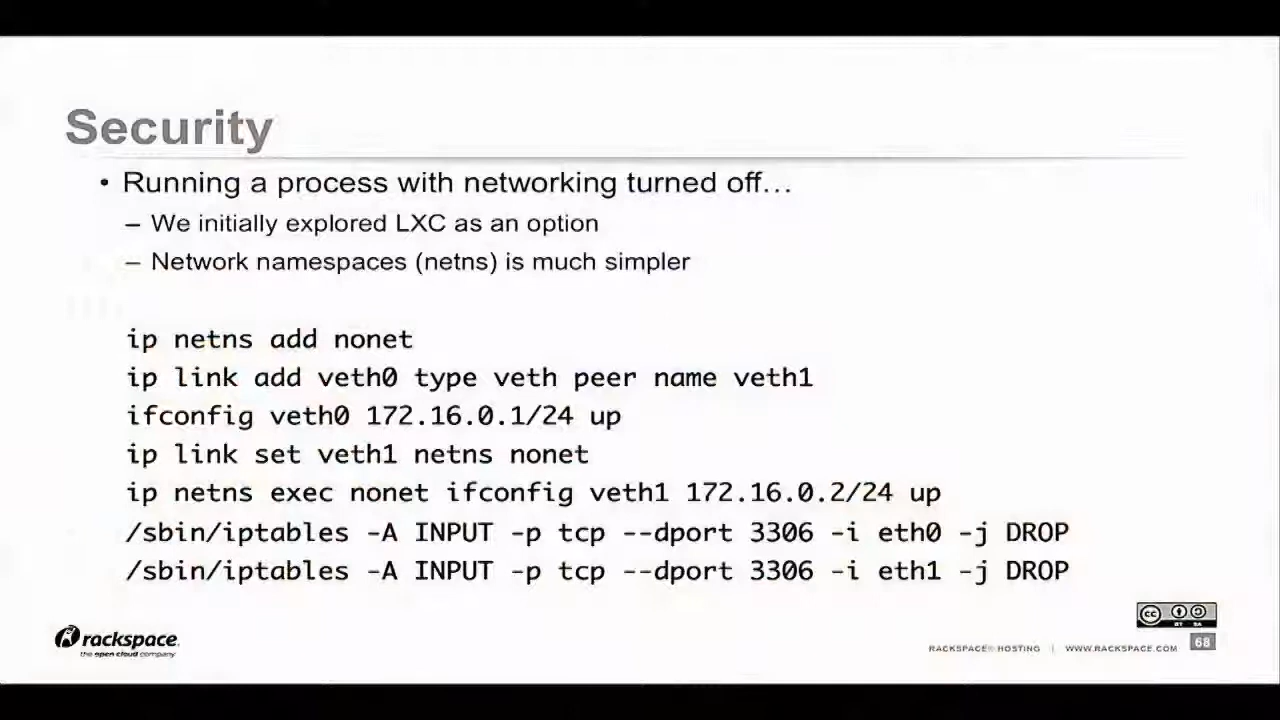 Security
• Running a process with networking turned off…
– We initially explored LXC as an option
– Network namespaces (netns) is much simpler
ip netns add nonet
ip link add veth0 type veth peer name veth1
ifconfig veth0 172.16.0.1/24 up
ip link set veth1 netns nonet
ip netns exec nonet ifconfig veth1 172.16.0.2/24 up
/sbin/iptables -A INPUT -p tcp --dport 3306 -i eth0 -j DROP
/sbin/iptables -A INPUT -p tcp --dport 3306 -i eth1 -j DROP
cc BY SA
rackspace.
the open cloud company
RACKSPACE® HOSTING | WWW.RACKSPACE.COM 68